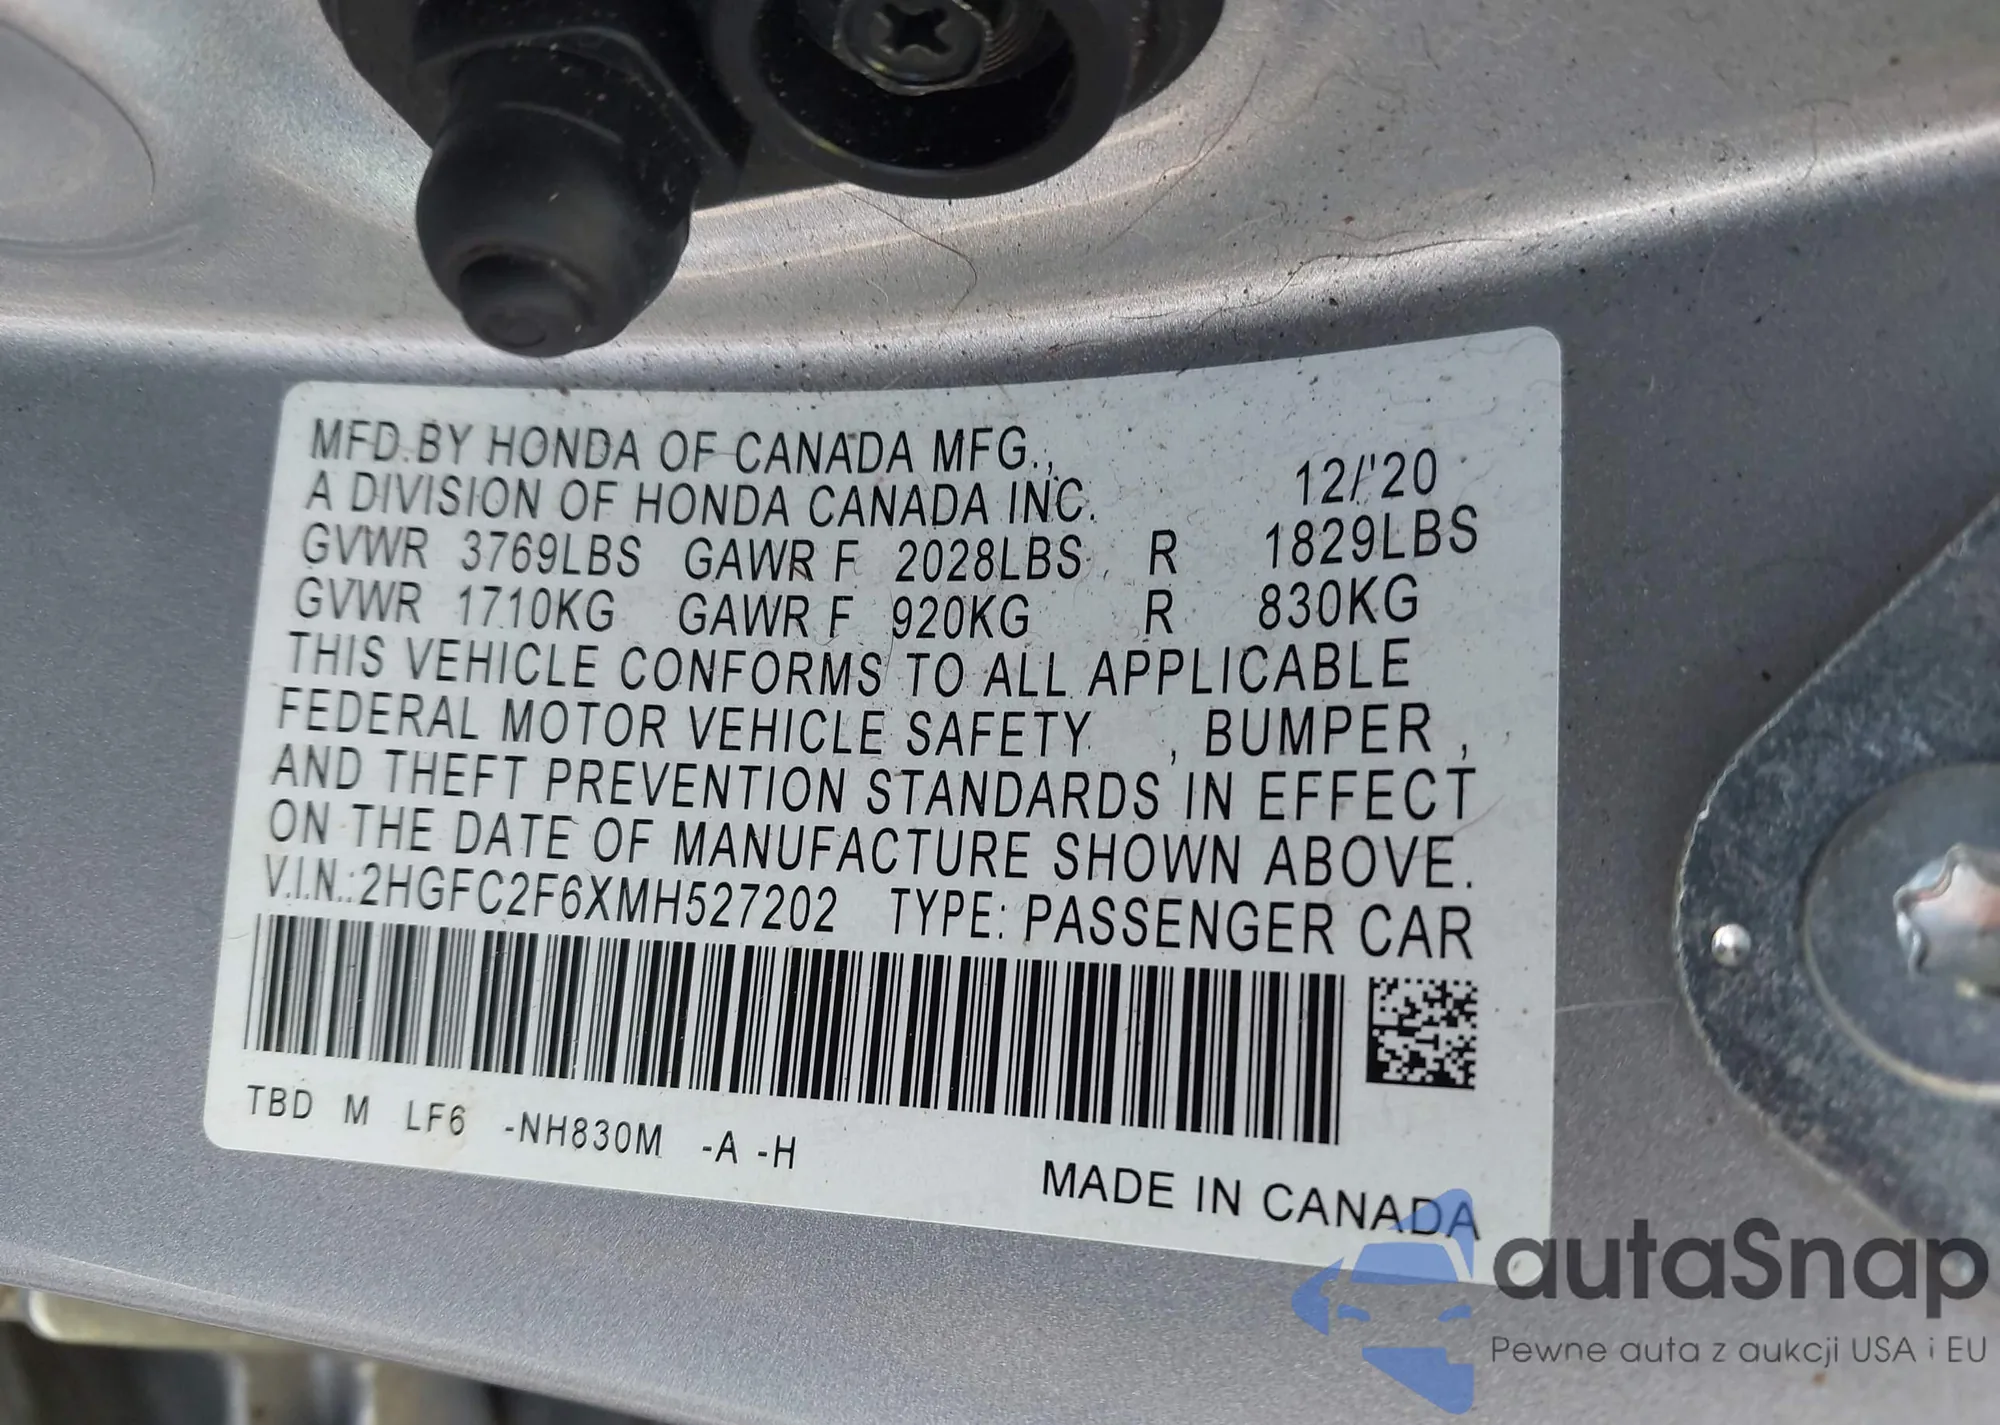 MFD.BY HONDA OF CANADA MFG.,
A DIVISION OF HONDA CANADA INC. 12/'20
GVWR 3769LBS GAWR F 2028LBS R 1829LBS
GVWR 1710KG GAWR F 920KG R 830KG
THIS VEHICLE CONFORMS TO ALL APPLICABLE
FEDERAL MOTOR VEHICLE SAFETY , BUMPER ,
AND THEFT PREVENTION STANDARDS IN EFFECT
ON THE DATE OF MANUFACTURE SHOWN ABOVE.
V.I.N.:2HGFC2F6XMH527202 TYPE: PASSENGER CAR
TBD M LF6 -NH830M -A -H
MADE IN CANADA
autaSnap
Pewne auta z aukcji USA i EU